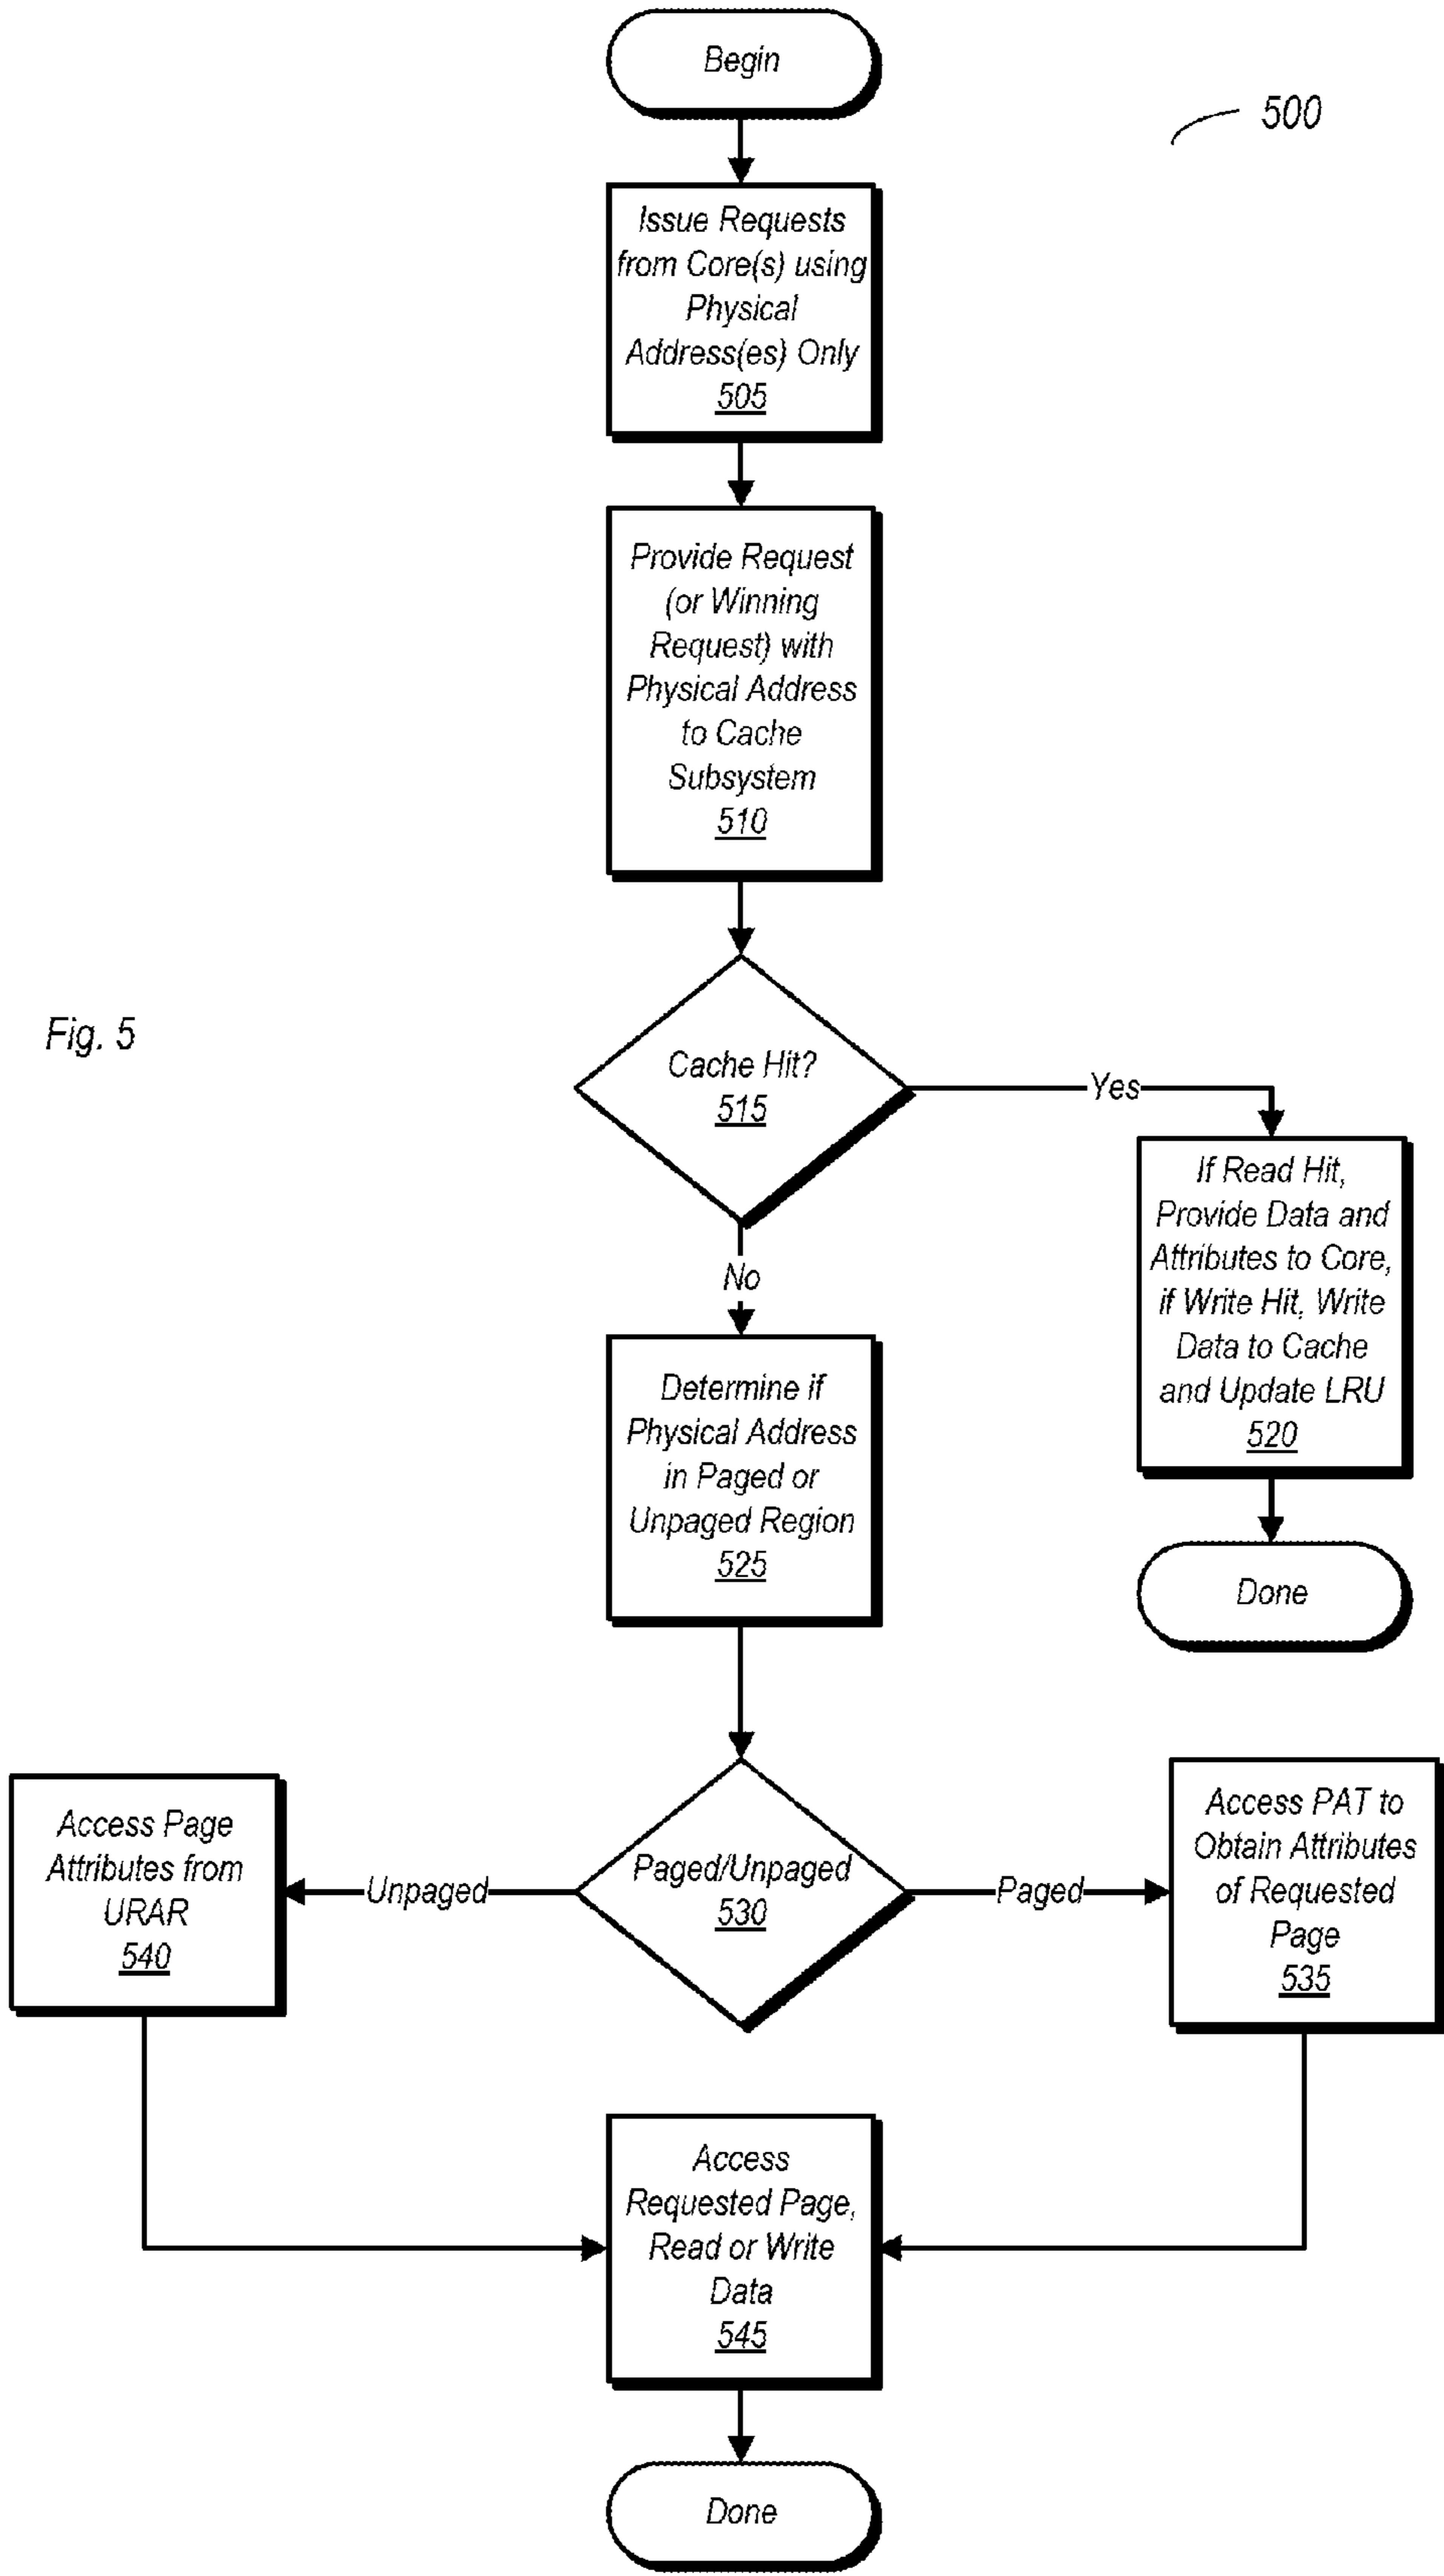 Begin
500
Issue Requests
from Core(s) using
Physical
Address(es) Only
505
Provide Request
(or Winning
Request) with
Physical Address
to Cache
Subsystem
510
Fig. 5
Cache Hit?
515
Yes
If Read Hit,
Provide Data and
Attributes to Core,
if Write Hit, Write
Data to Cache
and Update LRU
520
Done
No
Determine if
Physical Address
in Paged or
Unpaged Region
525
Paged/Unpaged
530
Unpaged
Access Page
Attributes from
URAR
540
Paged
Access PAT to
Obtain Attributes
of Requested
Page
535
Access
Requested Page,
Read or Write
Data
545
Done